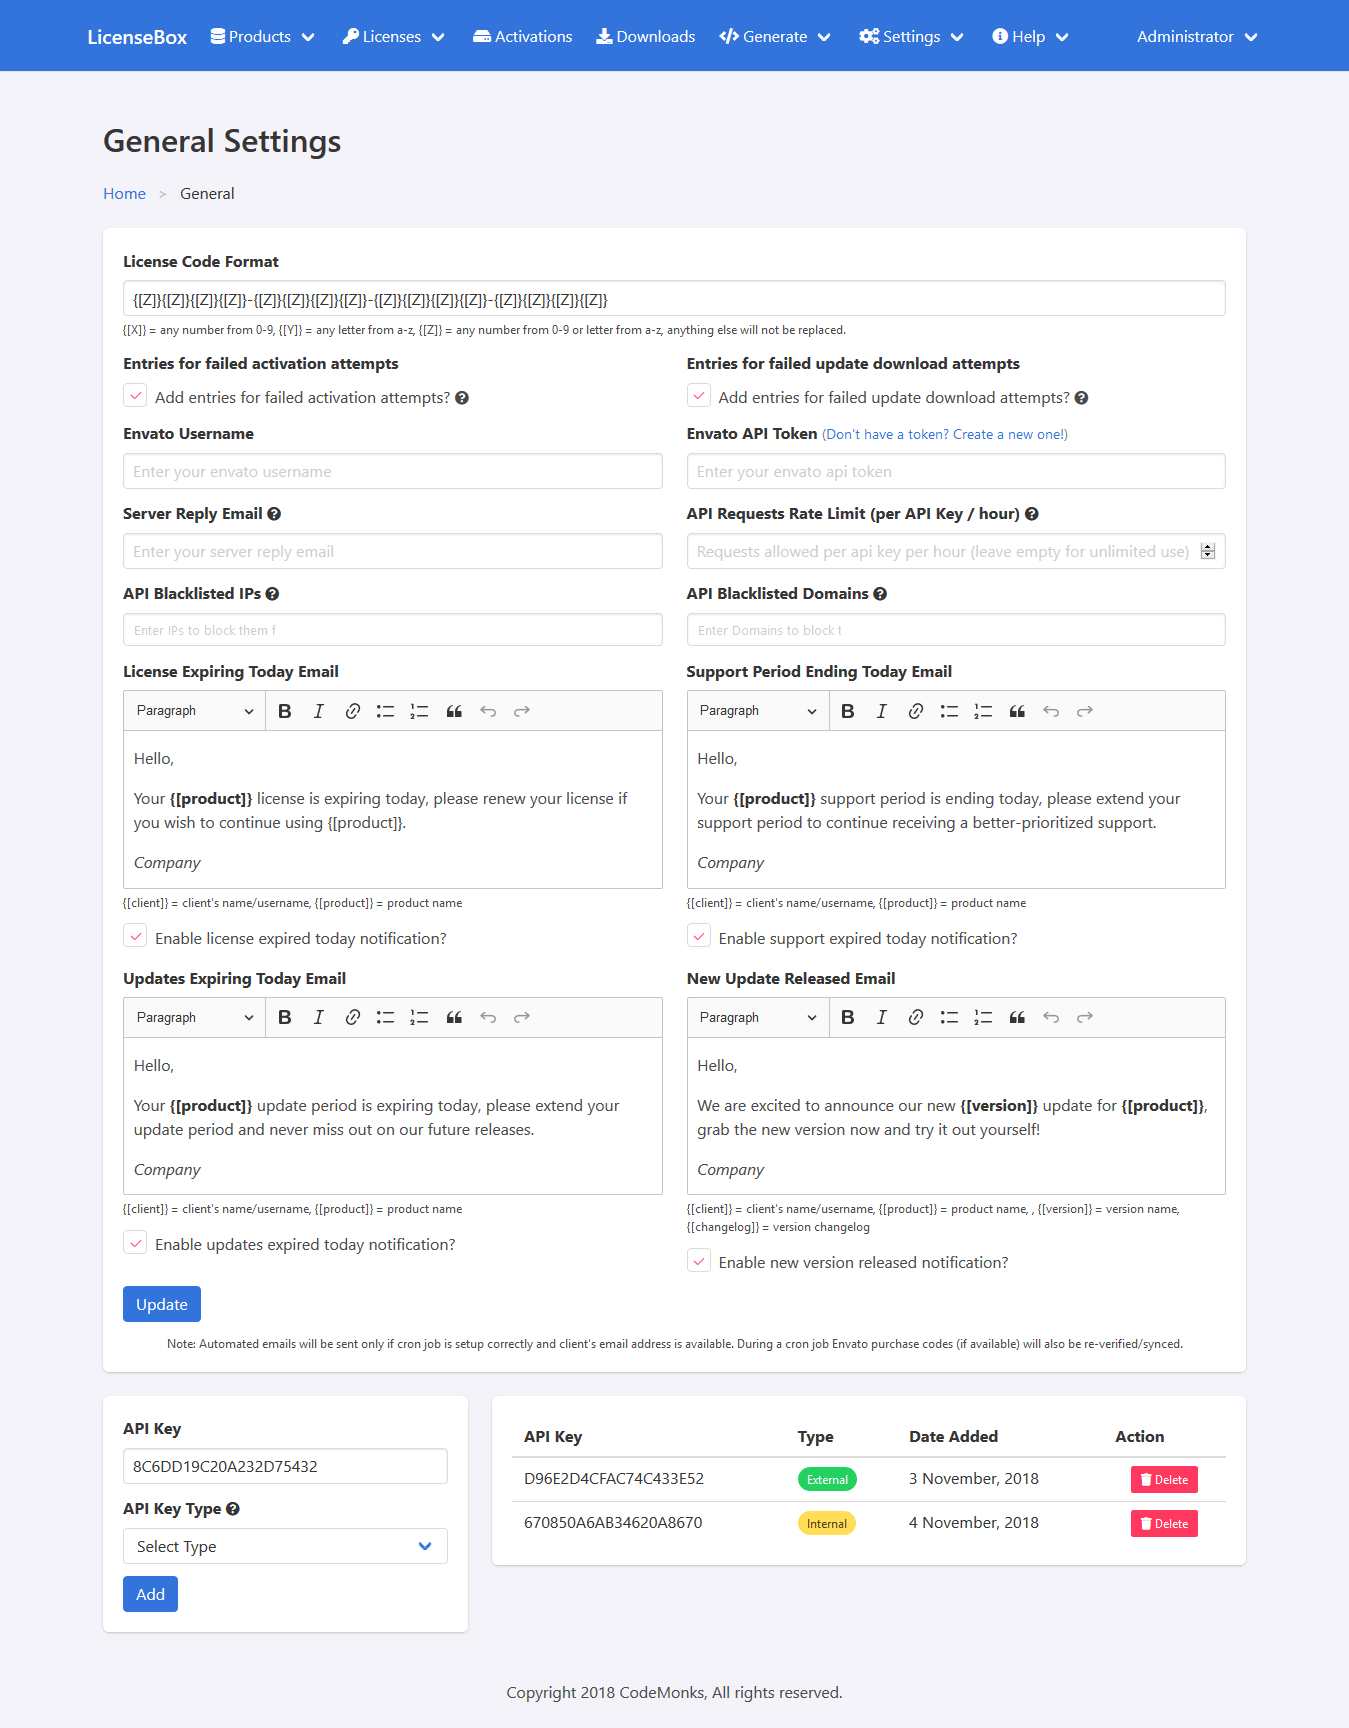 LicenseBox Products Licenses Activations Downloads Generate Settings Help Administrator
General Settings
Home > General
License Code Format
{[Z]}{[Z]}{[Z]}{[Z]}-{[Z]}{[Z]}{[Z]}{[Z]}-{[Z]}{[Z]}{[Z]}{[Z]}-{[Z]}{[Z]}{[Z]}{[Z]}
{[X]} = any number from 0-9, {[Y]} = any letter from a-z, {[Z]} = any number from 0-9 or letter from a-z, anything else will not be replaced.
Entries for failed activation attempts
Add entries for failed activation attempts?
Entries for failed update download attempts
Add entries for failed update download attempts?
Envato Username
Enter your envato username
Envato API Token (Don't have a token? Create a new one!)
Enter your envato api token
Server Reply Email
Enter your server reply email
API Requests Rate Limit (per API Key / hour)
Requests allowed per api key per hour (leave empty for unlimited use)
API Blacklisted IPs
Enter IPs to block them f
API Blacklisted Domains
Enter Domains to block t
License Expiring Today Email
Paragraph
Hello,
Your {[product]} license is expiring today, please renew your license if
you wish to continue using {[product]}.
Company
{[client]} = client's name/username, {[product]} = product name
Enable license expired today notification?
Support Period Ending Today Email
Paragraph
Hello,
Your {[product]} support period is ending today, please extend your
support period to continue receiving a better-prioritized support.
Company
{[client]} = client's name/username, {[product]} = product name
Enable support expired today notification?
Updates Expiring Today Email
Paragraph
Hello,
Your {[product]} update period is expiring today, please extend your
update period and never miss out on our future releases.
Company
{[client]} = client's name/username, {[product]} = product name
Enable updates expired today notification?
New Update Released Email
Paragraph
Hello,
We are excited to announce our new {[version]} update for {[product]},
grab the new version now and try it out yourself!
Company
{[client]} = client's name/username, {[product]} = product name, , {[version]} = version name,
{[changelog]} = version changelog
Enable new version released notification?
Update
Note: Automated emails will be sent only if cron job is setup correctly and client's email address is available. During a cron job Envato purchase codes (if available) will also be re-verified/synced.
API Key
8C6DD19C20A232D75432
API Key Type
Select Type
Add
API Key Type Date Added Action
D96E2D4CFAC74C433E52 External 3 November, 2018 Delete
670850A6AB34620A8670 Internal 4 November, 2018 Delete
Copyright 2018 CodeMonks, All rights reserved.